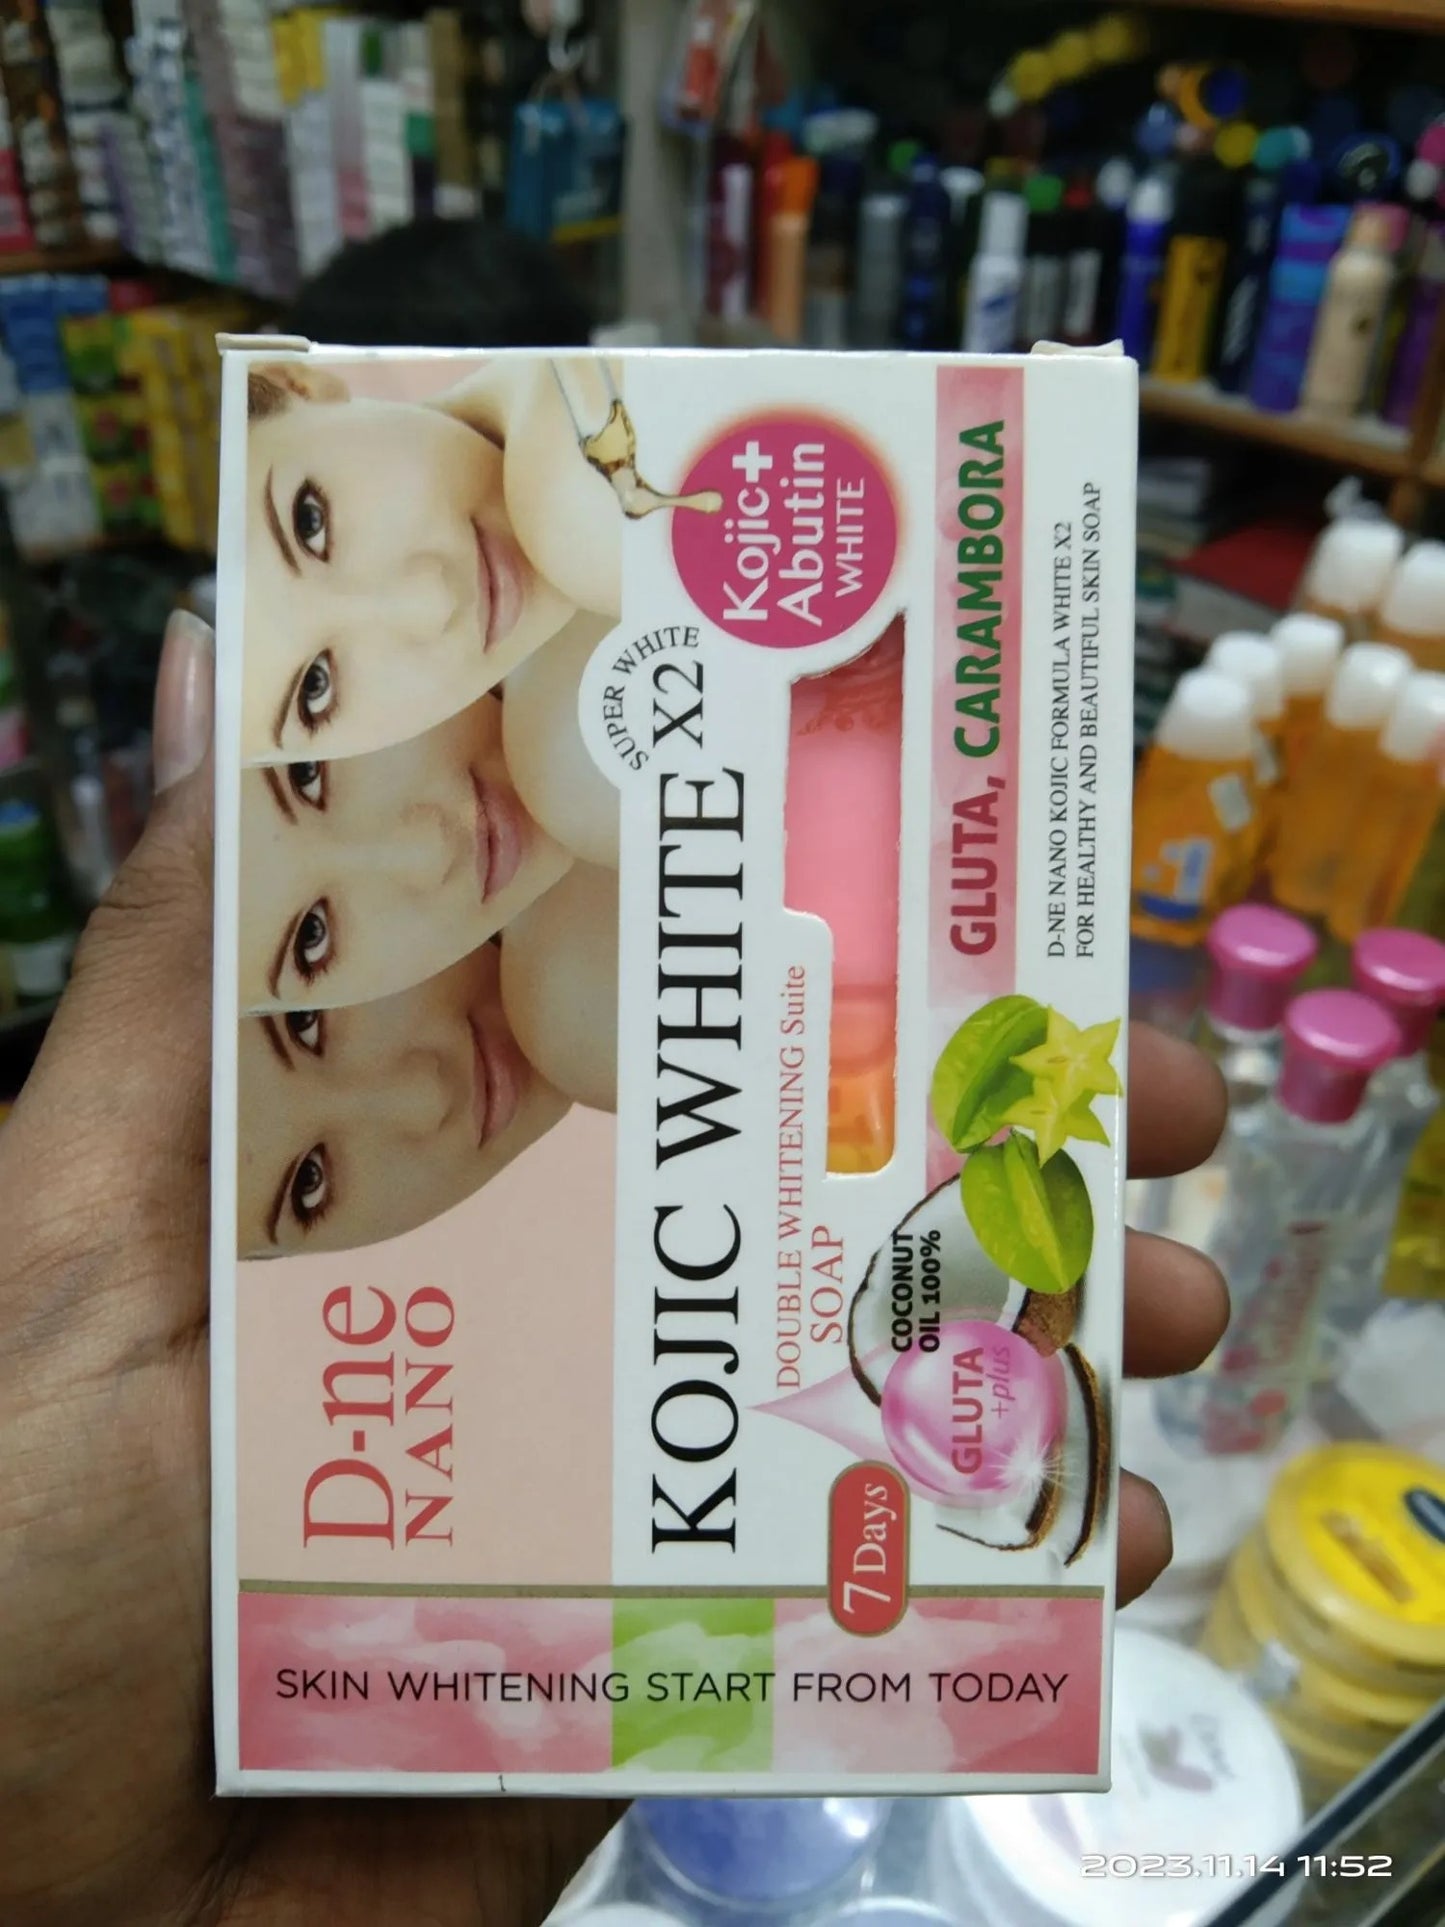 D-ne
NANO
SUPER WHITE
KOJIC WHITE X2
DOUBLE WHITENING Suite
SOAP
Kojic+
Abutin
WHITE
GLUTA, CARAMBORA
D-NE NANO KOJIC FORMULA WHITE X2
FOR HEALTHY AND BEAUTIFUL SKIN SOAP
COCONUT
OIL 100%
GLUTA
+plus
7 Days
SKIN WHITENING START FROM TODAY
2023.11.14 11:52